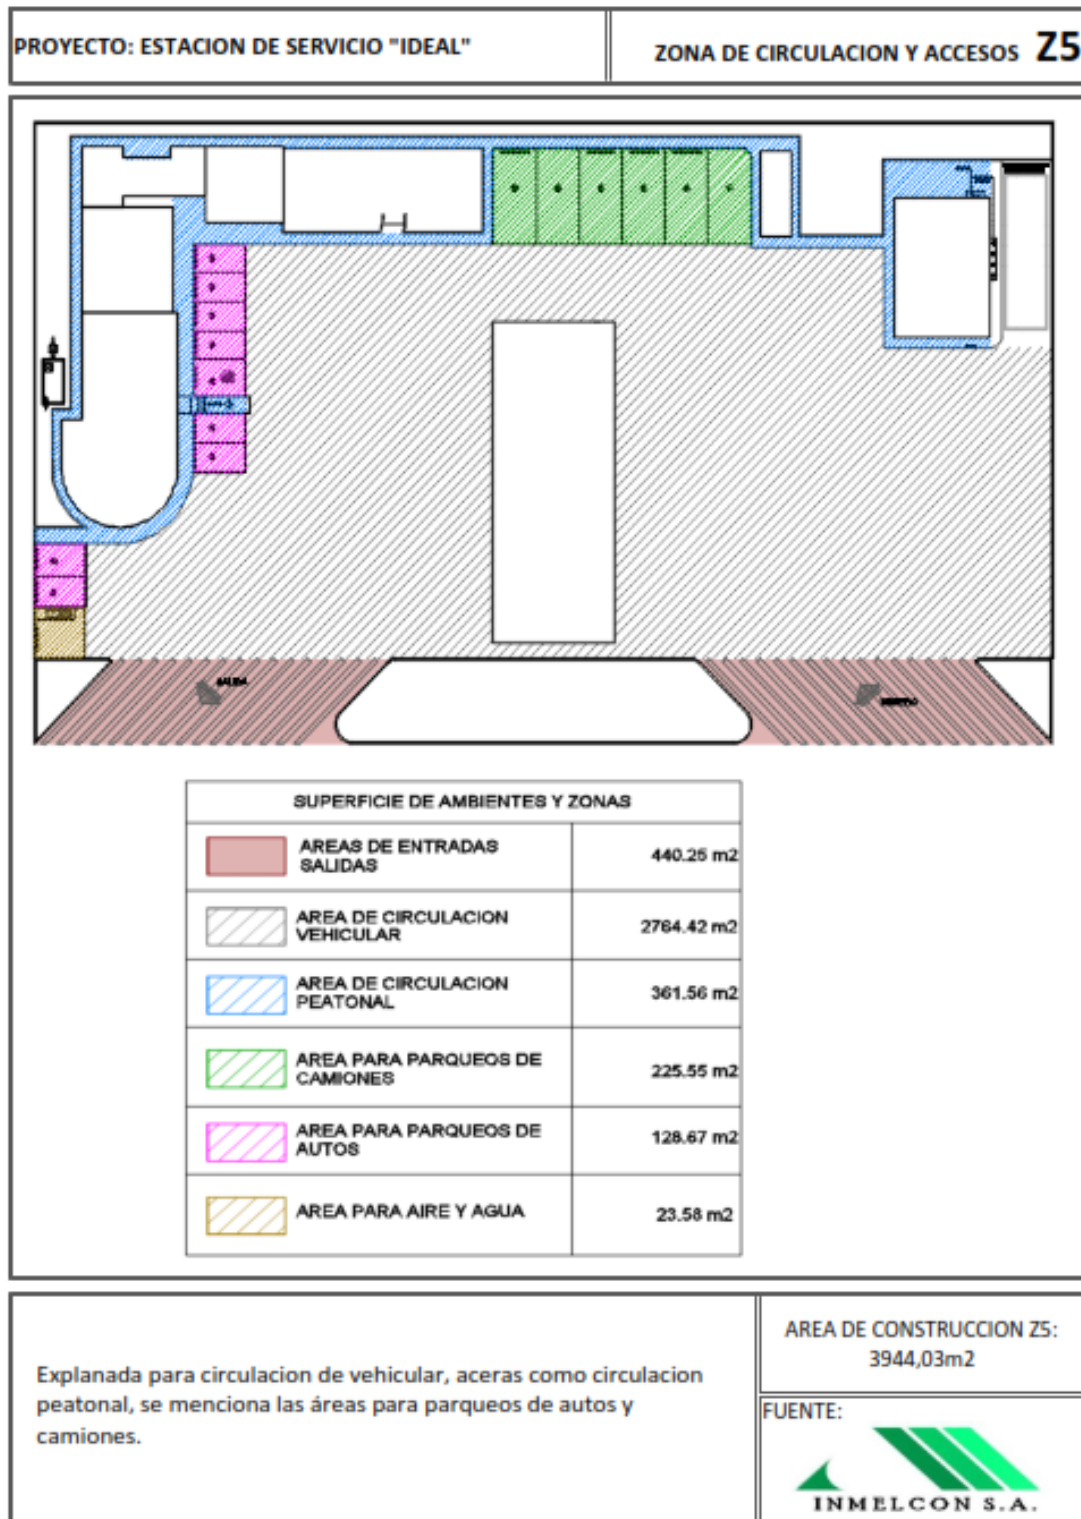 PROYECTO: ESTACION DE SERVICIO "IDEAL"
ZONA DE CIRCULACION Y ACCESOS Z5
SALIDA
SUPERFICIE DE AMBIENTES Y ZONAS
AREAS DE ENTRADAS
SALIDAS
440.25 m2
AREA DE CIRCULACION
VEHICULAR
2764.42 m2
AREA DE CIRCULACION
PEATONAL
361.56 m2
AREA PARA PARQUEOS DE
CAMIONES
225.55 m2
AREA PARA PARQUEOS DE
AUTOS
128.67 m2
AREA PARA AIRE Y AGUA
23.58 m2
Explanada para circulacion de vehicular, aceras como circulacion
peatonal, se menciona las áreas para parqueos de autos y
camiones.
AREA DE CONSTRUCCION Z5:
3944,03m2
FUENTE:
INMELCON S.A.